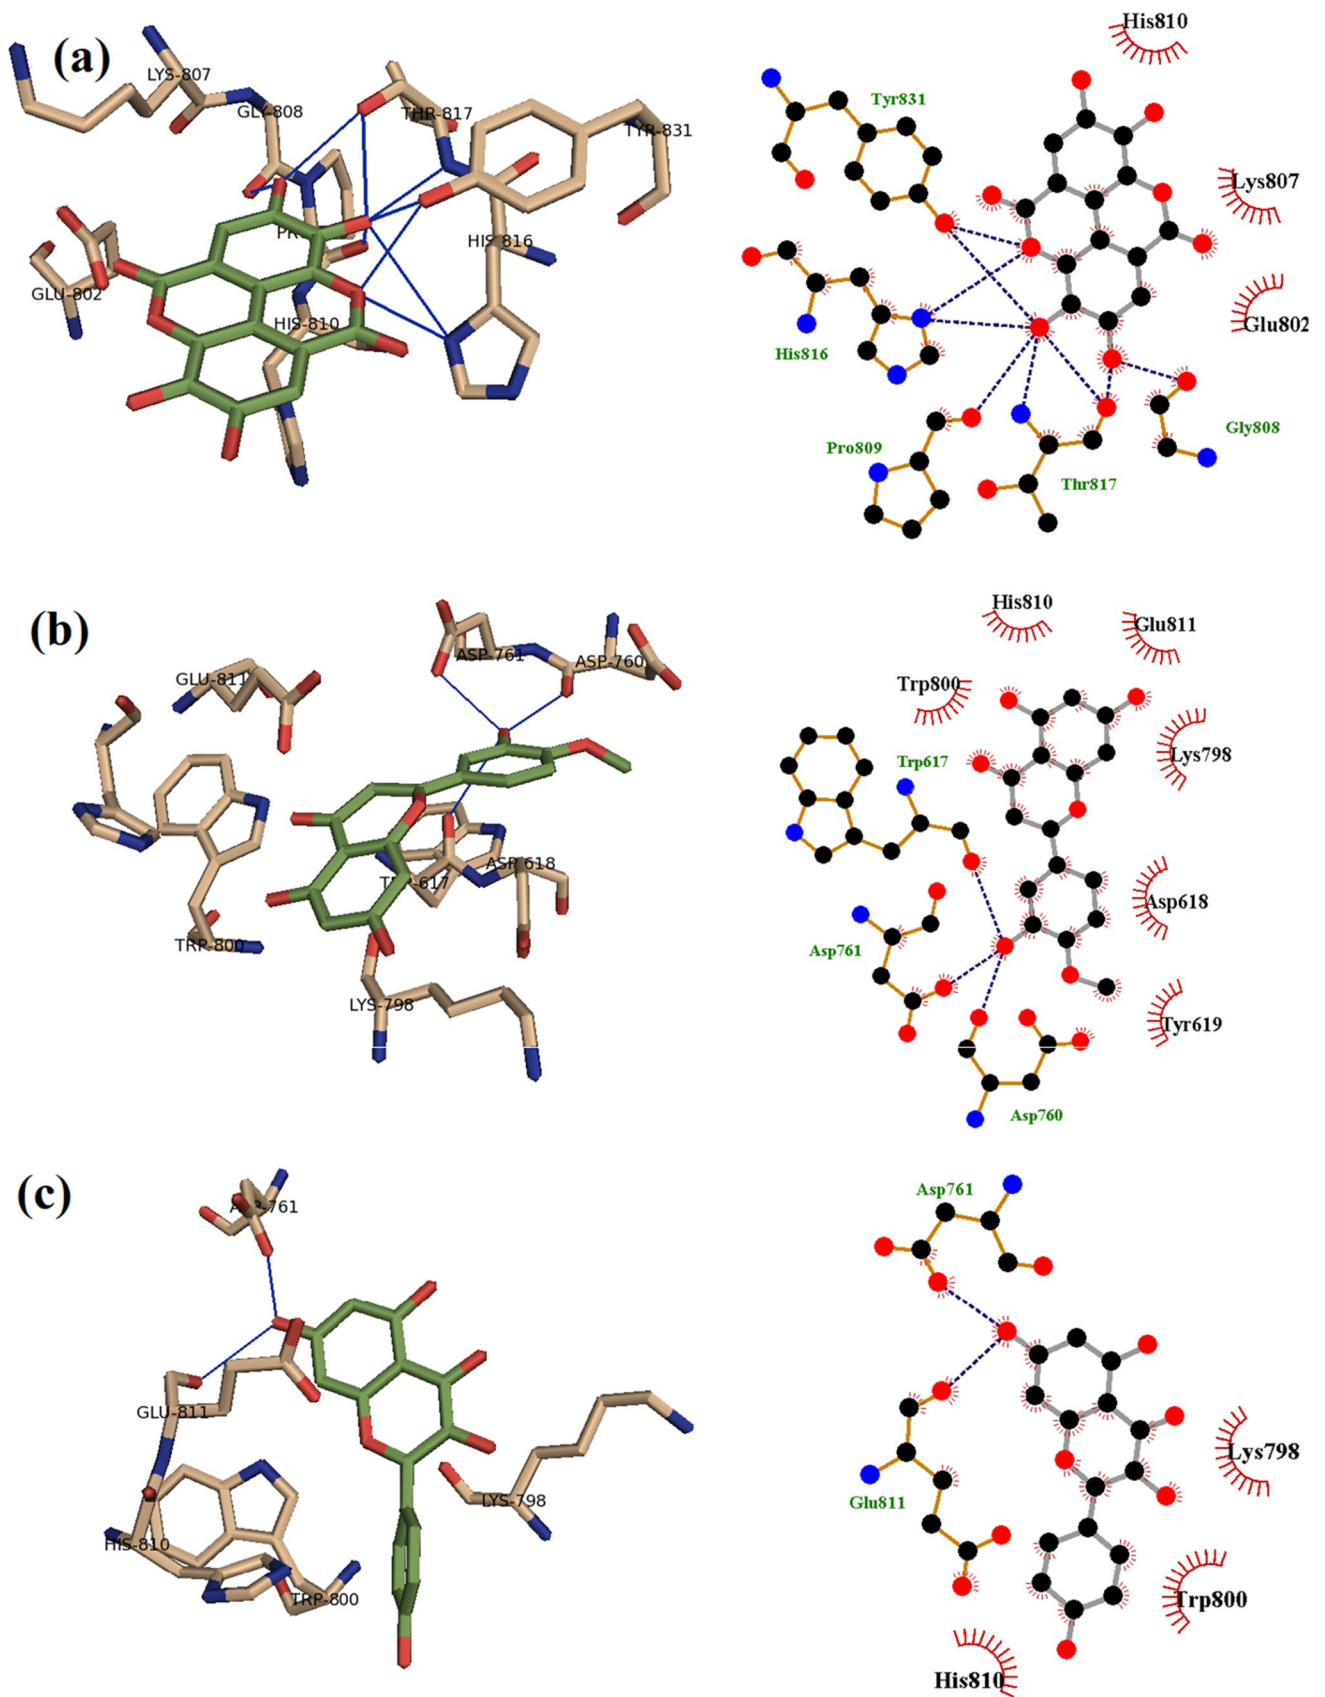 (a)
LYS-807
GLY-808
THR-817
TYR-831
HIS-816
GLU-802
HIS-810
His810
Tyr831
Lys807
Glu802
His816
Pro809
Thr817
Gly808
(b)
ASP-761
ASP-760
GLU-811
ASP-618
TRP-800
LYS-798
His810
Glu811
Trp800
Lys798
Trp617
Asp618
Asp761
Tyr619
Asp760
(c)
GLU-811
LYS-798
HIS-810
TRP-800
Asp761
Lys798
Glu811
Trp800
His810